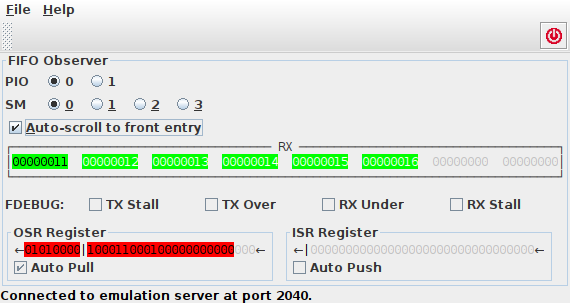 File Help
FIFO Observer
PIO 0 1
SM 0 1 2 3
Auto-scroll to front entry
RX
00000011 00000012 00000013 00000014 00000015 00000016 00000000 00000000
FDEBUG: TX Stall TX Over RX Under RX Stall
OSR Register
←01010000|100011000100000000000000←
Auto Pull
ISR Register
←|00000000000000000000000000000000←
Auto Push
Connected to emulation server at port 2040.